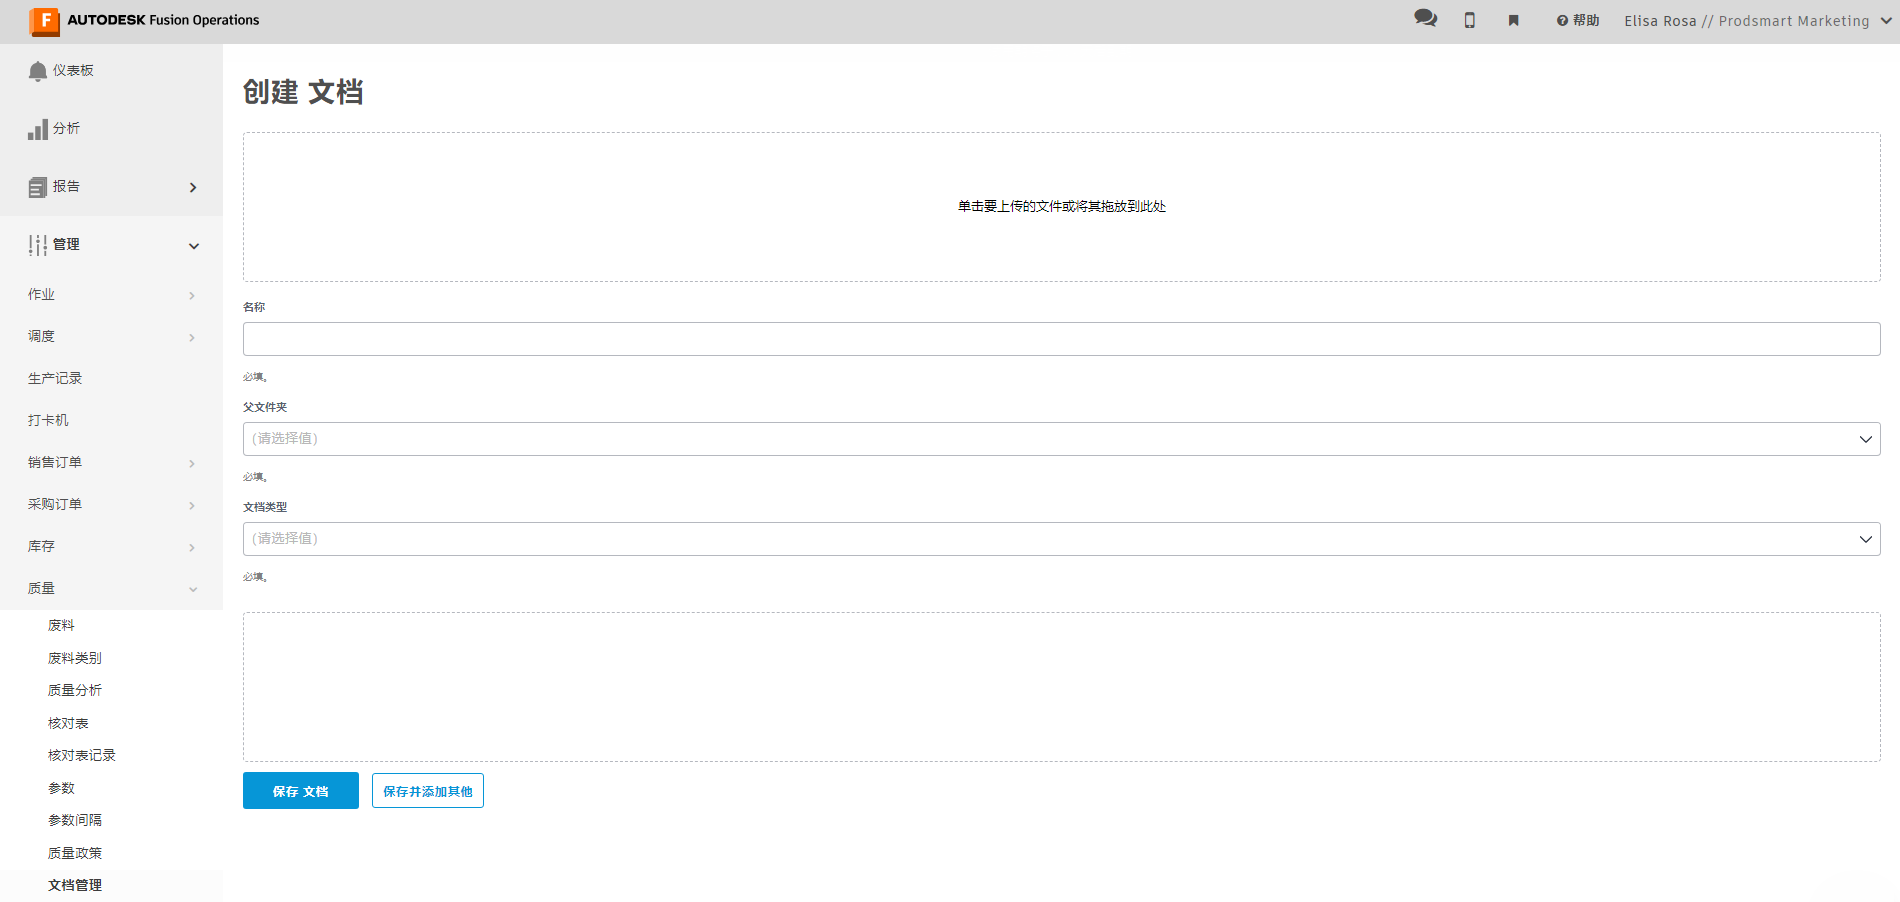 AUTODESK Fusion Operations
帮助
Elisa Rosa // Prodsmart Marketing
仪表板
分析
报告
管理
作业
调度
生产记录
打卡机
销售订单
采购订单
库存
质量
废料
废料类别
质量分析
核对表
核对表记录
参数
参数间隔
质量政策
文档管理
创建 文档
单击要上传的文件或将其拖放到此处
名称
必填。
父文件夹
(请选择值)
必填。
文档类型
(请选择值)
必填。
保存 文档
保存并添加其他